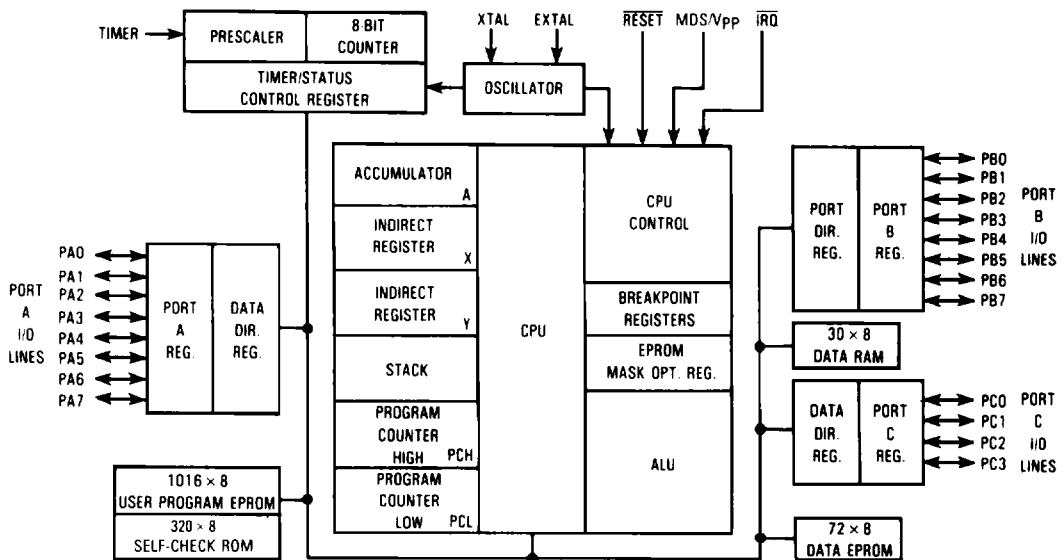 TIMER
PRESCALER
8-BIT
COUNTER
TIMER/STATUS
CONTROL REGISTER
XTAL
EXTAL
OSCILLATOR
RESET
MDS/VPP
IRQ
ACCUMULATOR
A
INDIRECT
REGISTER
X
INDIRECT
REGISTER
Y
STACK
PROGRAM
COUNTER
HIGH PCH
PROGRAM
COUNTER
LOW PCL
CPU
CPU
CONTROL
BREAKPOINT
REGISTERS
EPROM
MASK OPT. REG.
ALU
PORT
A
I/O
LINES
PA0
PA1
PA2
PA3
PA4
PA5
PA6
PA7
PORT
A
REG.
DATA
DIR.
REG.
1016 × 8
USER PROGRAM EPROM
320 × 8
SELF-CHECK ROM
PORT
DIR.
REG.
PORT
B
REG.
PB0
PB1
PB2
PB3
PB4
PB5
PB6
PB7
PORT
B
I/O
LINES
30 × 8
DATA RAM
DATA
DIR.
REG.
PORT
C
REG.
PC0
PC1
PC2
PC3
PORT
C
I/O
LINES
72 × 8
DATA EPROM